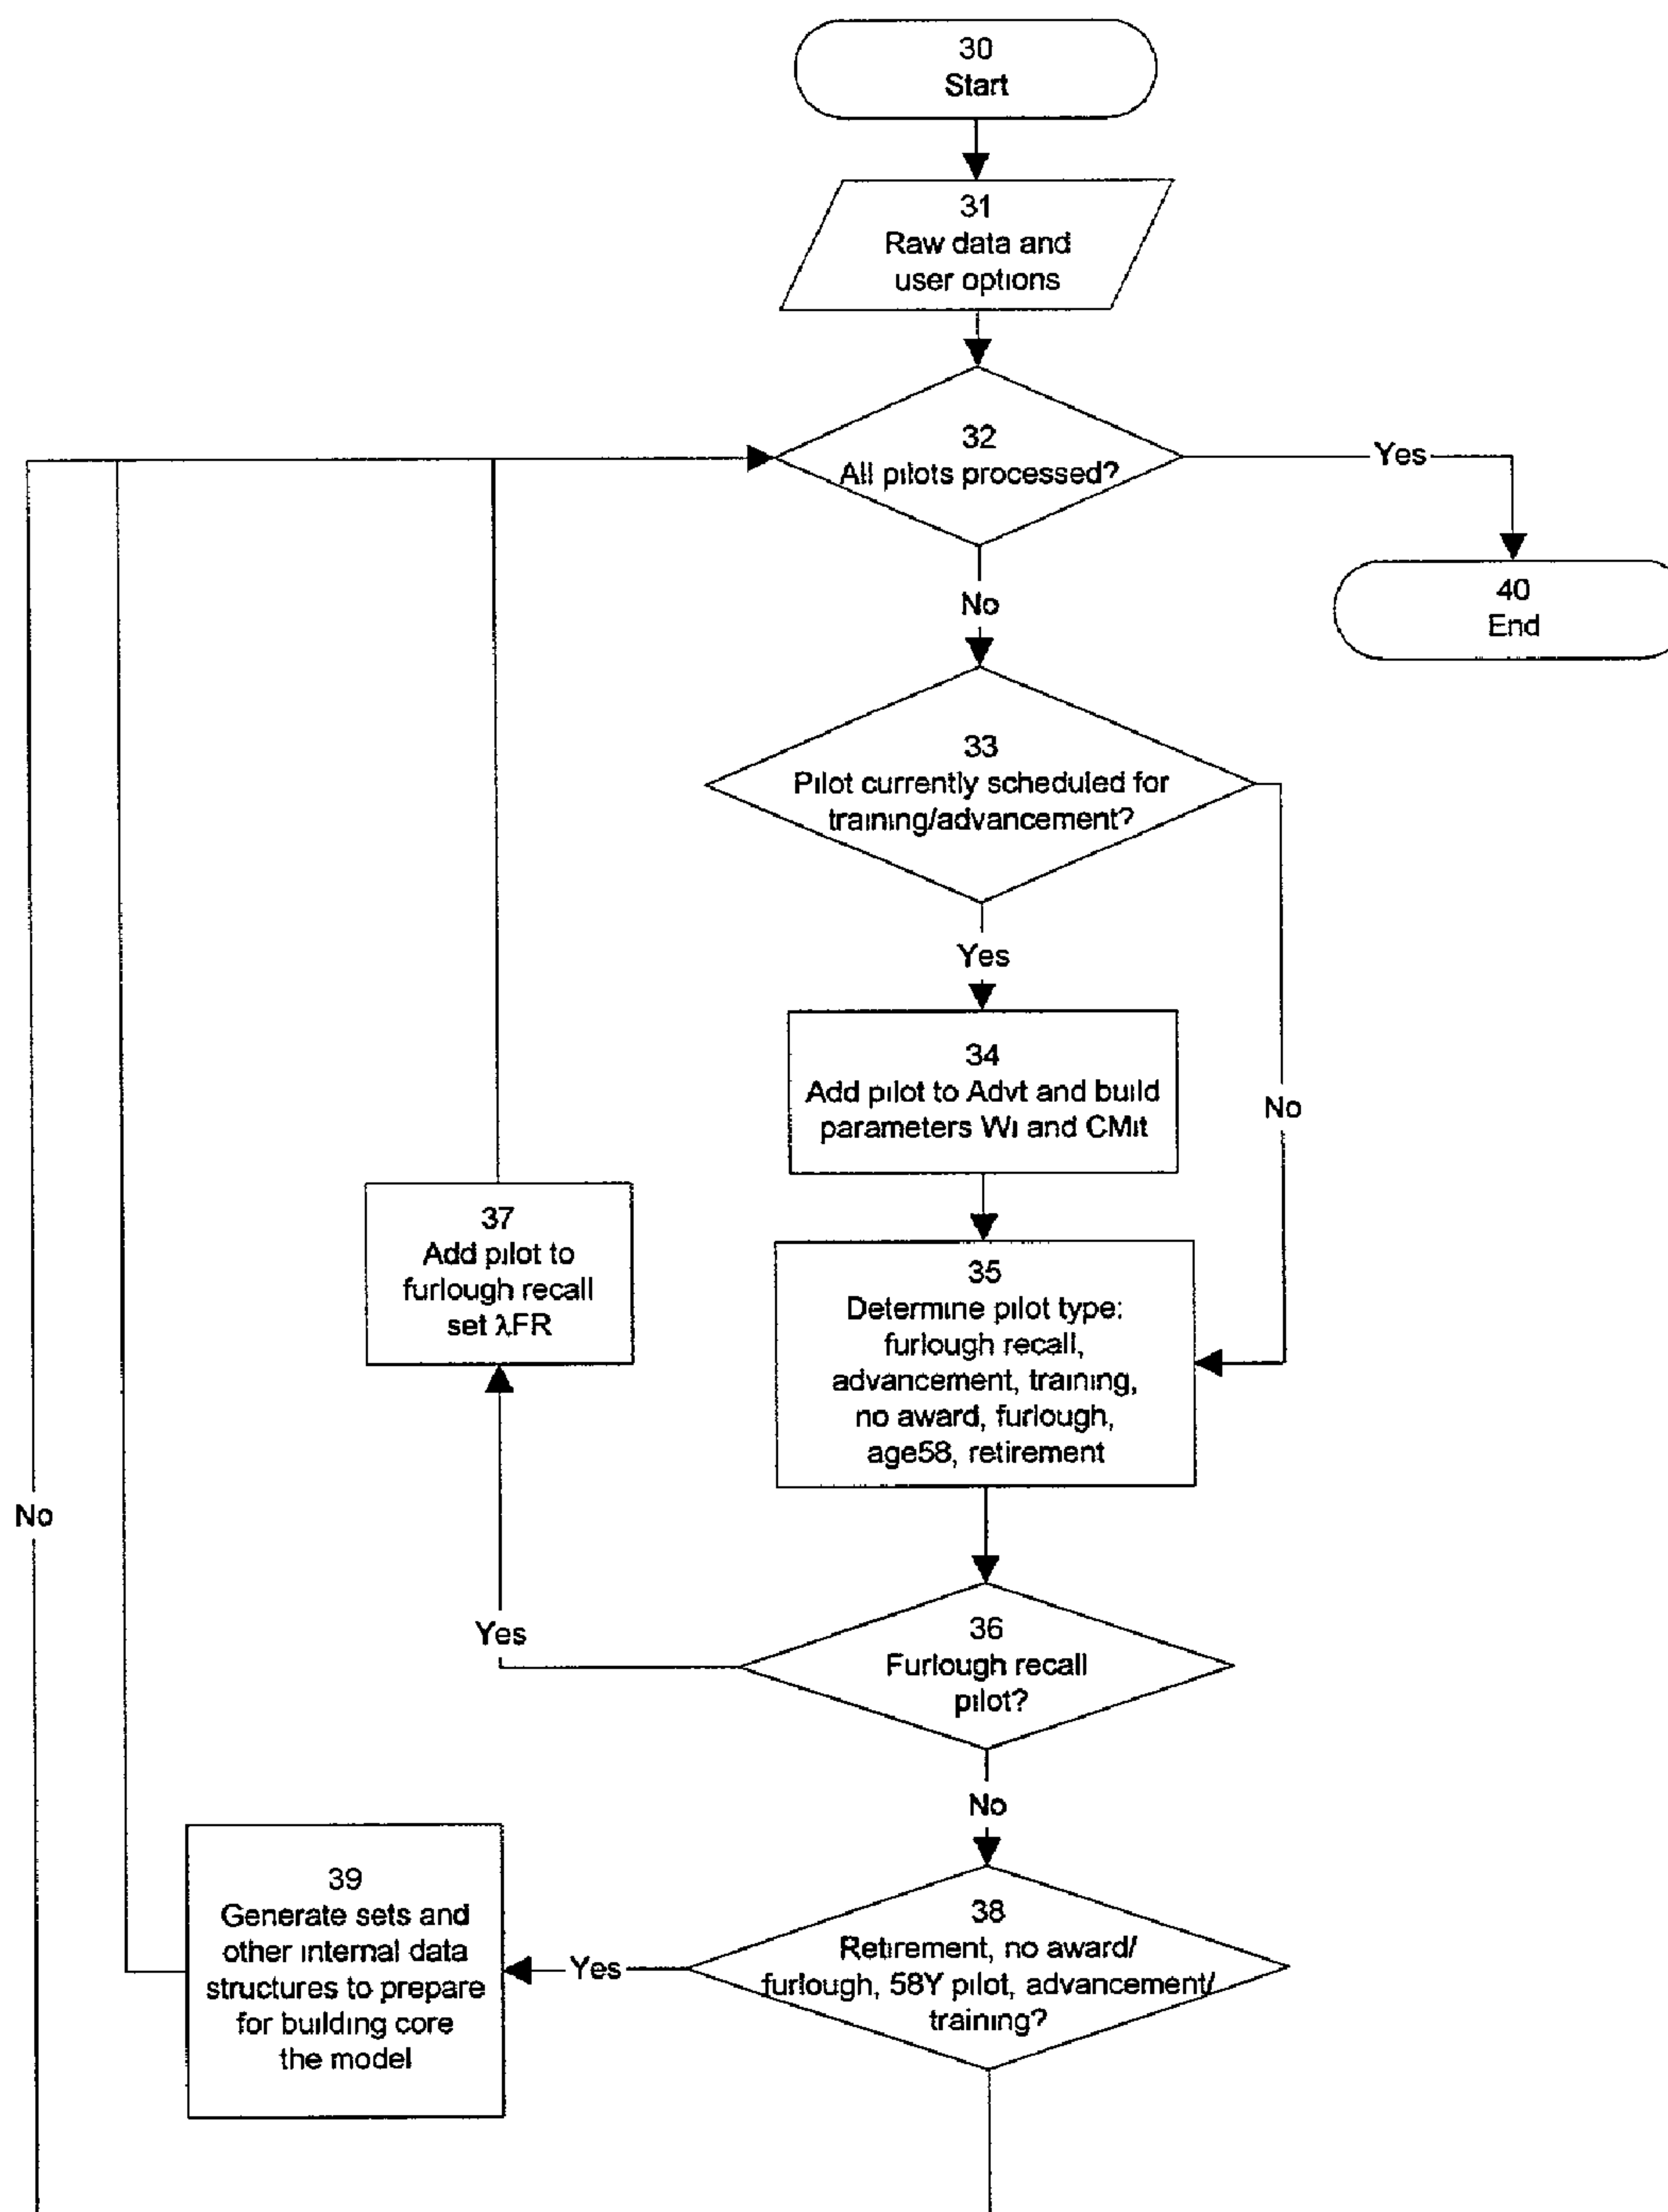 30
Start
31
Raw data and
user options
32
All pilots processed?
Yes
40
End
No
33
Pilot currently scheduled for
training/advancement?
Yes
No
34
Add pilot to Advt and build
parameters Wi and CMit
35
Determine pilot type:
furlough recall,
advancement, training,
no award, furlough,
age58, retirement
37
Add pilot to
furlough recall
set λFR
36
Furlough recall
pilot?
Yes
No
38
Retirement, no award/
furlough, 58Y pilot, advancement/
training?
Yes
39
Generate sets and
other internal data
structures to prepare
for building core
the model
No